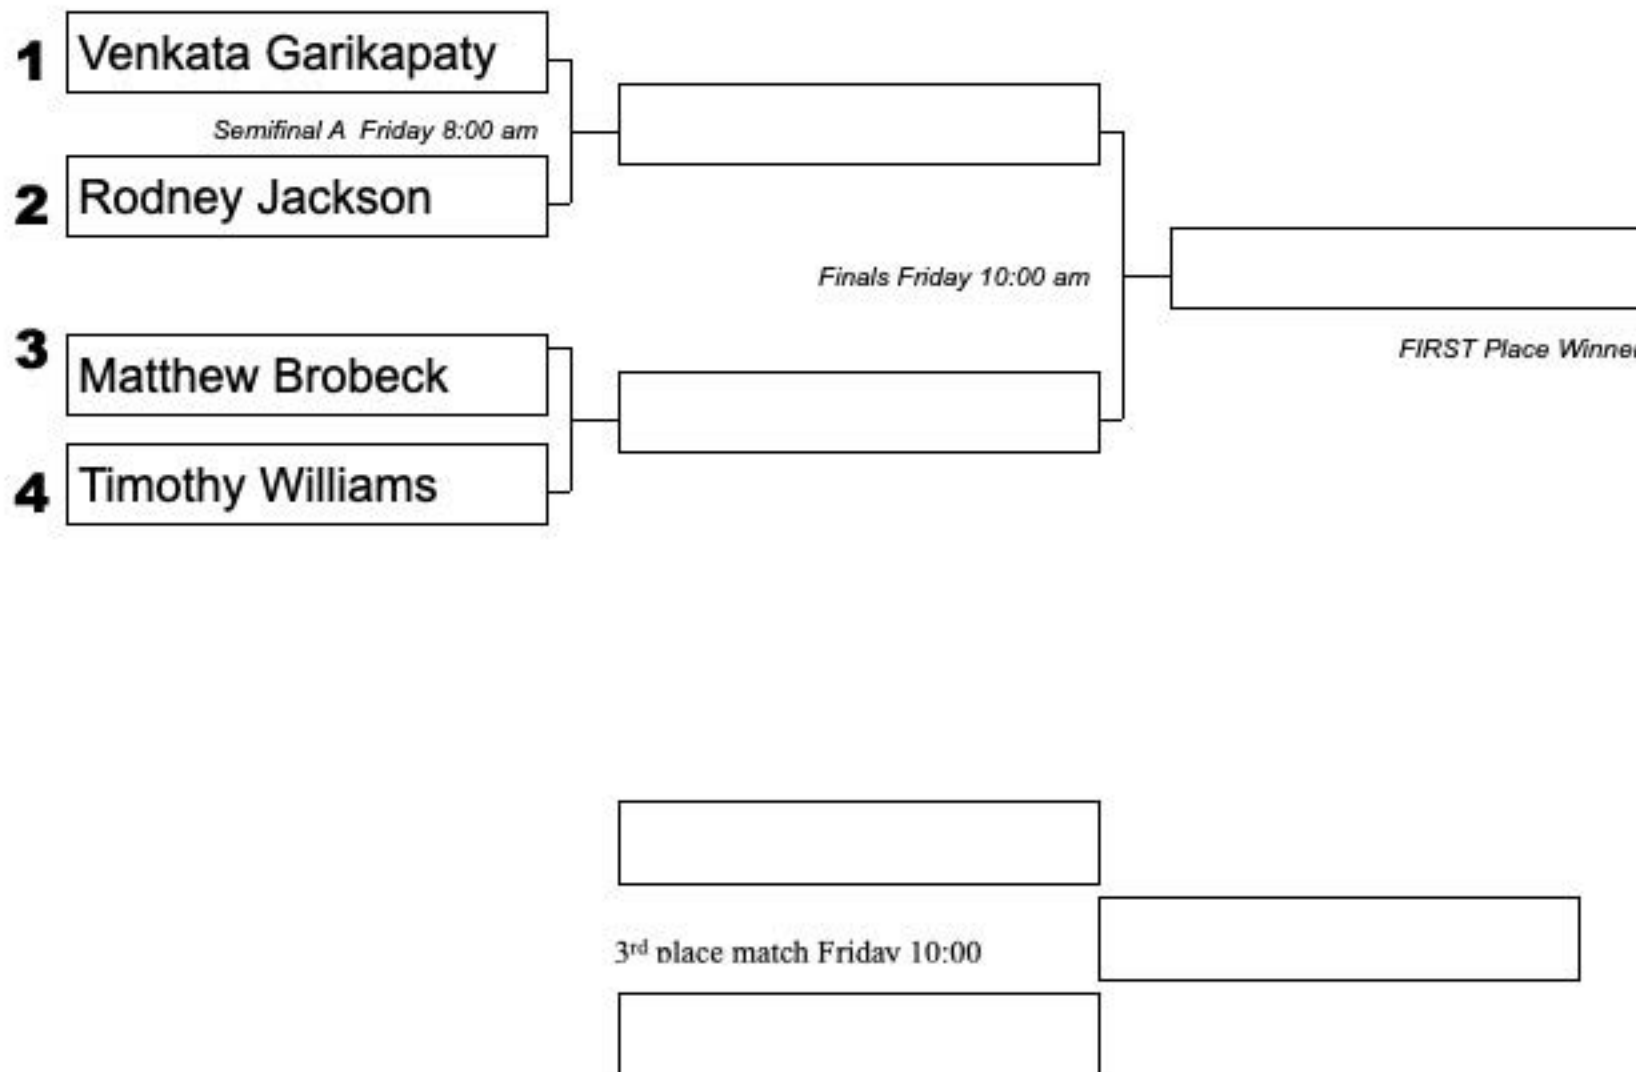 1 Venkata Garikapaty
Semifinal A Friday 8:00 am
2 Rodney Jackson
Finals Friday 10:00 am
3 Matthew Brobeck
FIRST Place Winner
4 Timothy Williams
3rd place match Friday 10:00